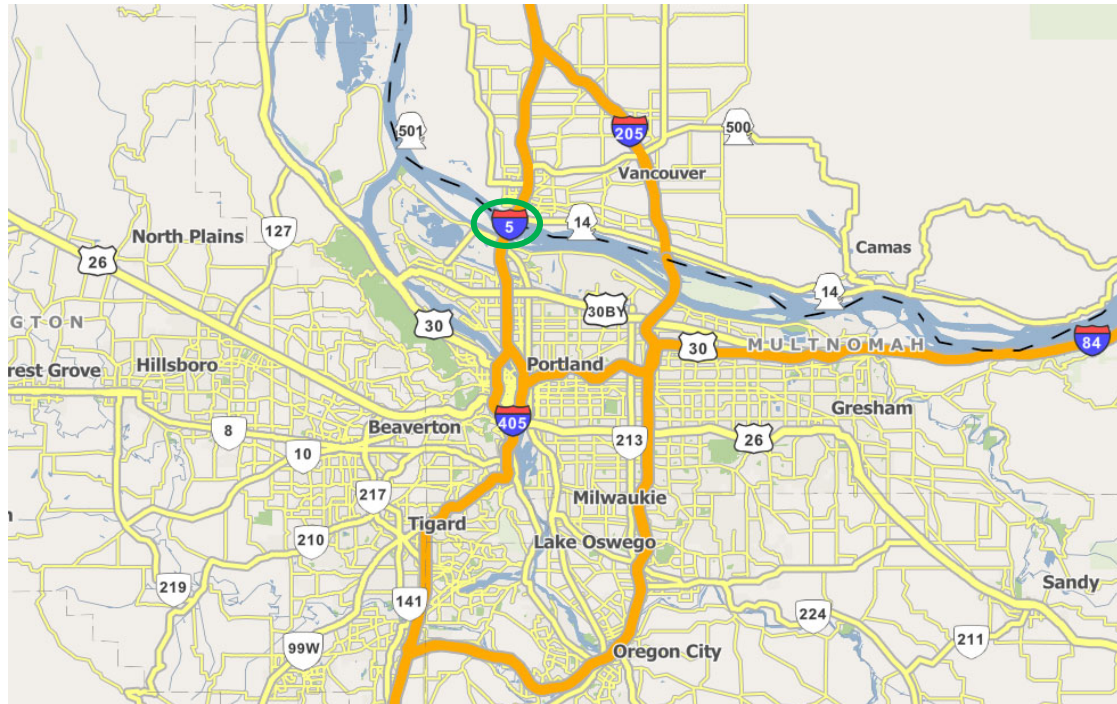 501
205
500
Vancouver
5
14
127
North Plains
26
Camas
14
30BY
30
30
MULTNOMAH
84
GTON
Hillsboro
Portland
rest Grove
405
Beaverton
Gresham
8
10
213
26
217
Milwaukie
Tigard
210
Lake Oswego
219
141
Sandy
224
211
99W
Oregon City